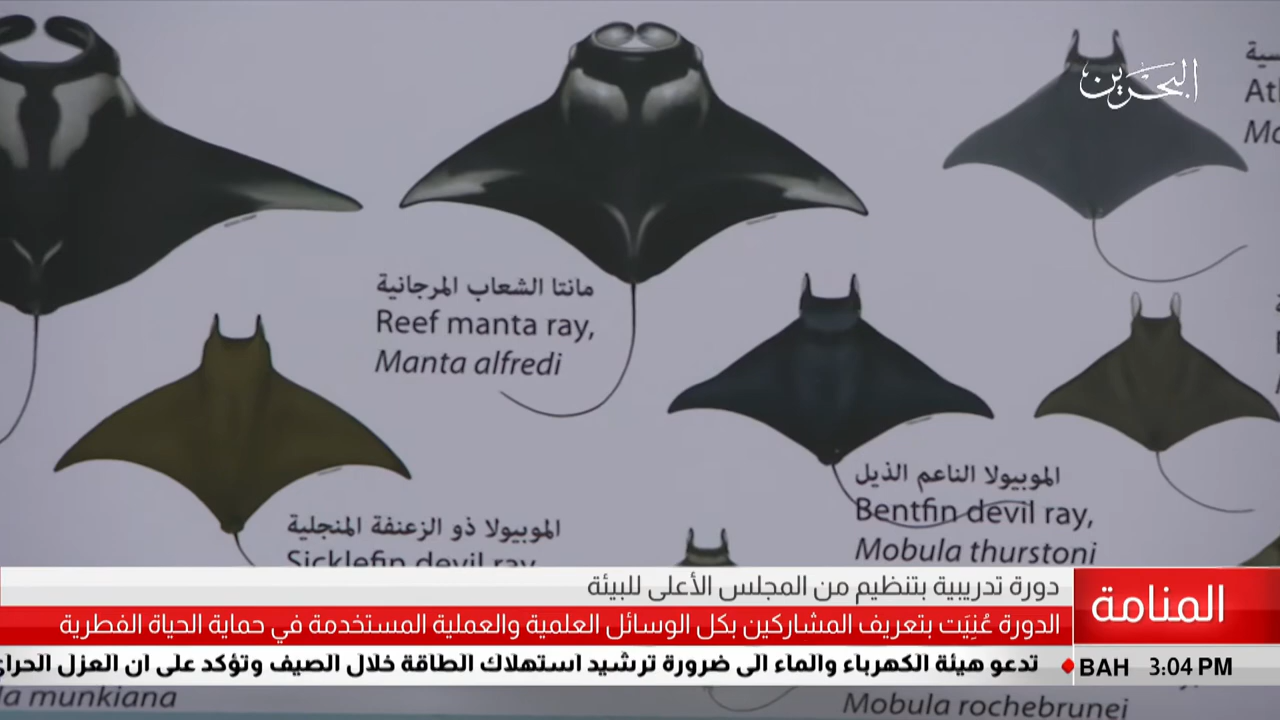 البحرين
سية
مانتا الشعاب المرجانية
Reef manta ray,
Manta alfredi
الموبيولا الناعم الذيل
Bentfin devil ray,
Mobula thurstoni
الموبيولا ذو الزعنفة المنجلية
Sicklefin devil ray
دورة تدريبية بتنظيم من المجلس الأعلى للبيئة
المنامة
الدورة عُنِيَت بتعريف المشاركين بكل الوسائل العلمية والعملية المستخدمة في حماية الحياة الفطرية
تدعو هيئة الكهرباء والماء الى ضرورة ترشيد استهلاك الطاقة خلال الصيف وتؤكد على ان العزل الحراري
BAH 3:04 PM
munkiana
Mobula rochebrunei